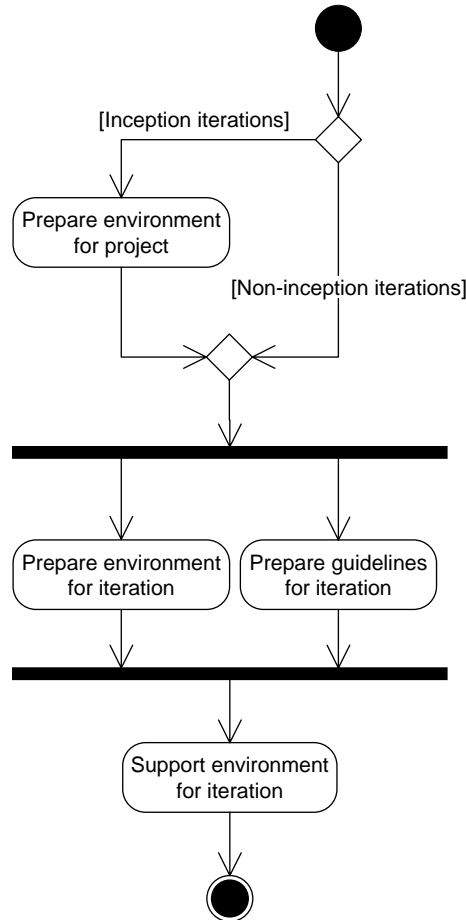 [Inception iterations]
Prepare environment
for project
[Non-inception iterations]
Prepare environment
for iteration
Prepare guidelines
for iteration
Support environment
for iteration